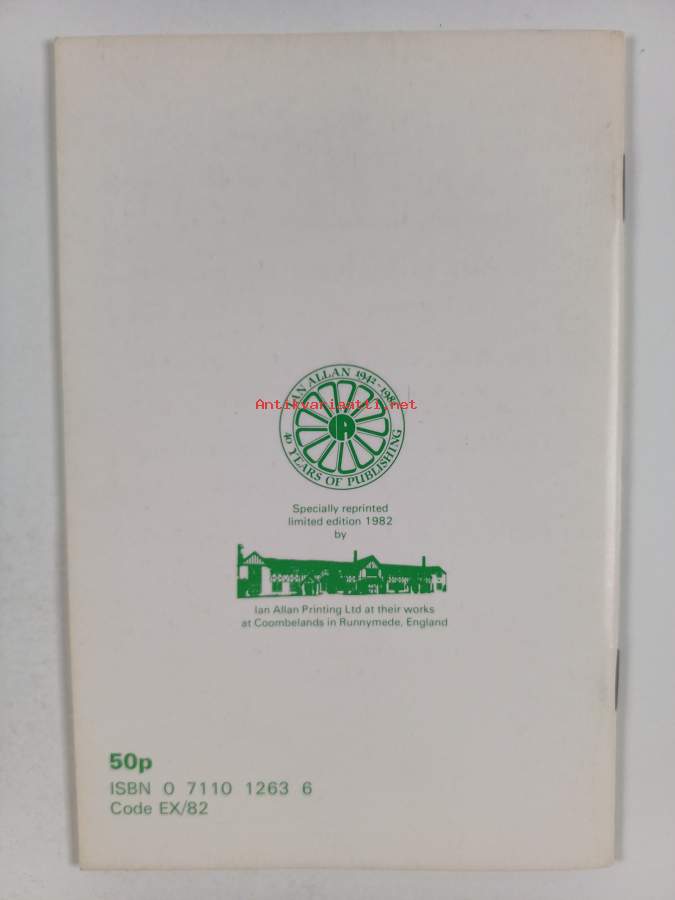 IAN ALLAN 1942-1982
Antikvariaatti.net
IA
40 YEARS OF PUBLISHING
Specially reprinted
limited edition 1982
by
Ian Allan Printing Ltd at their works
at Coombelands in Runnymede, England
50p
ISBN 0 7110 1263 6
Code EX/82